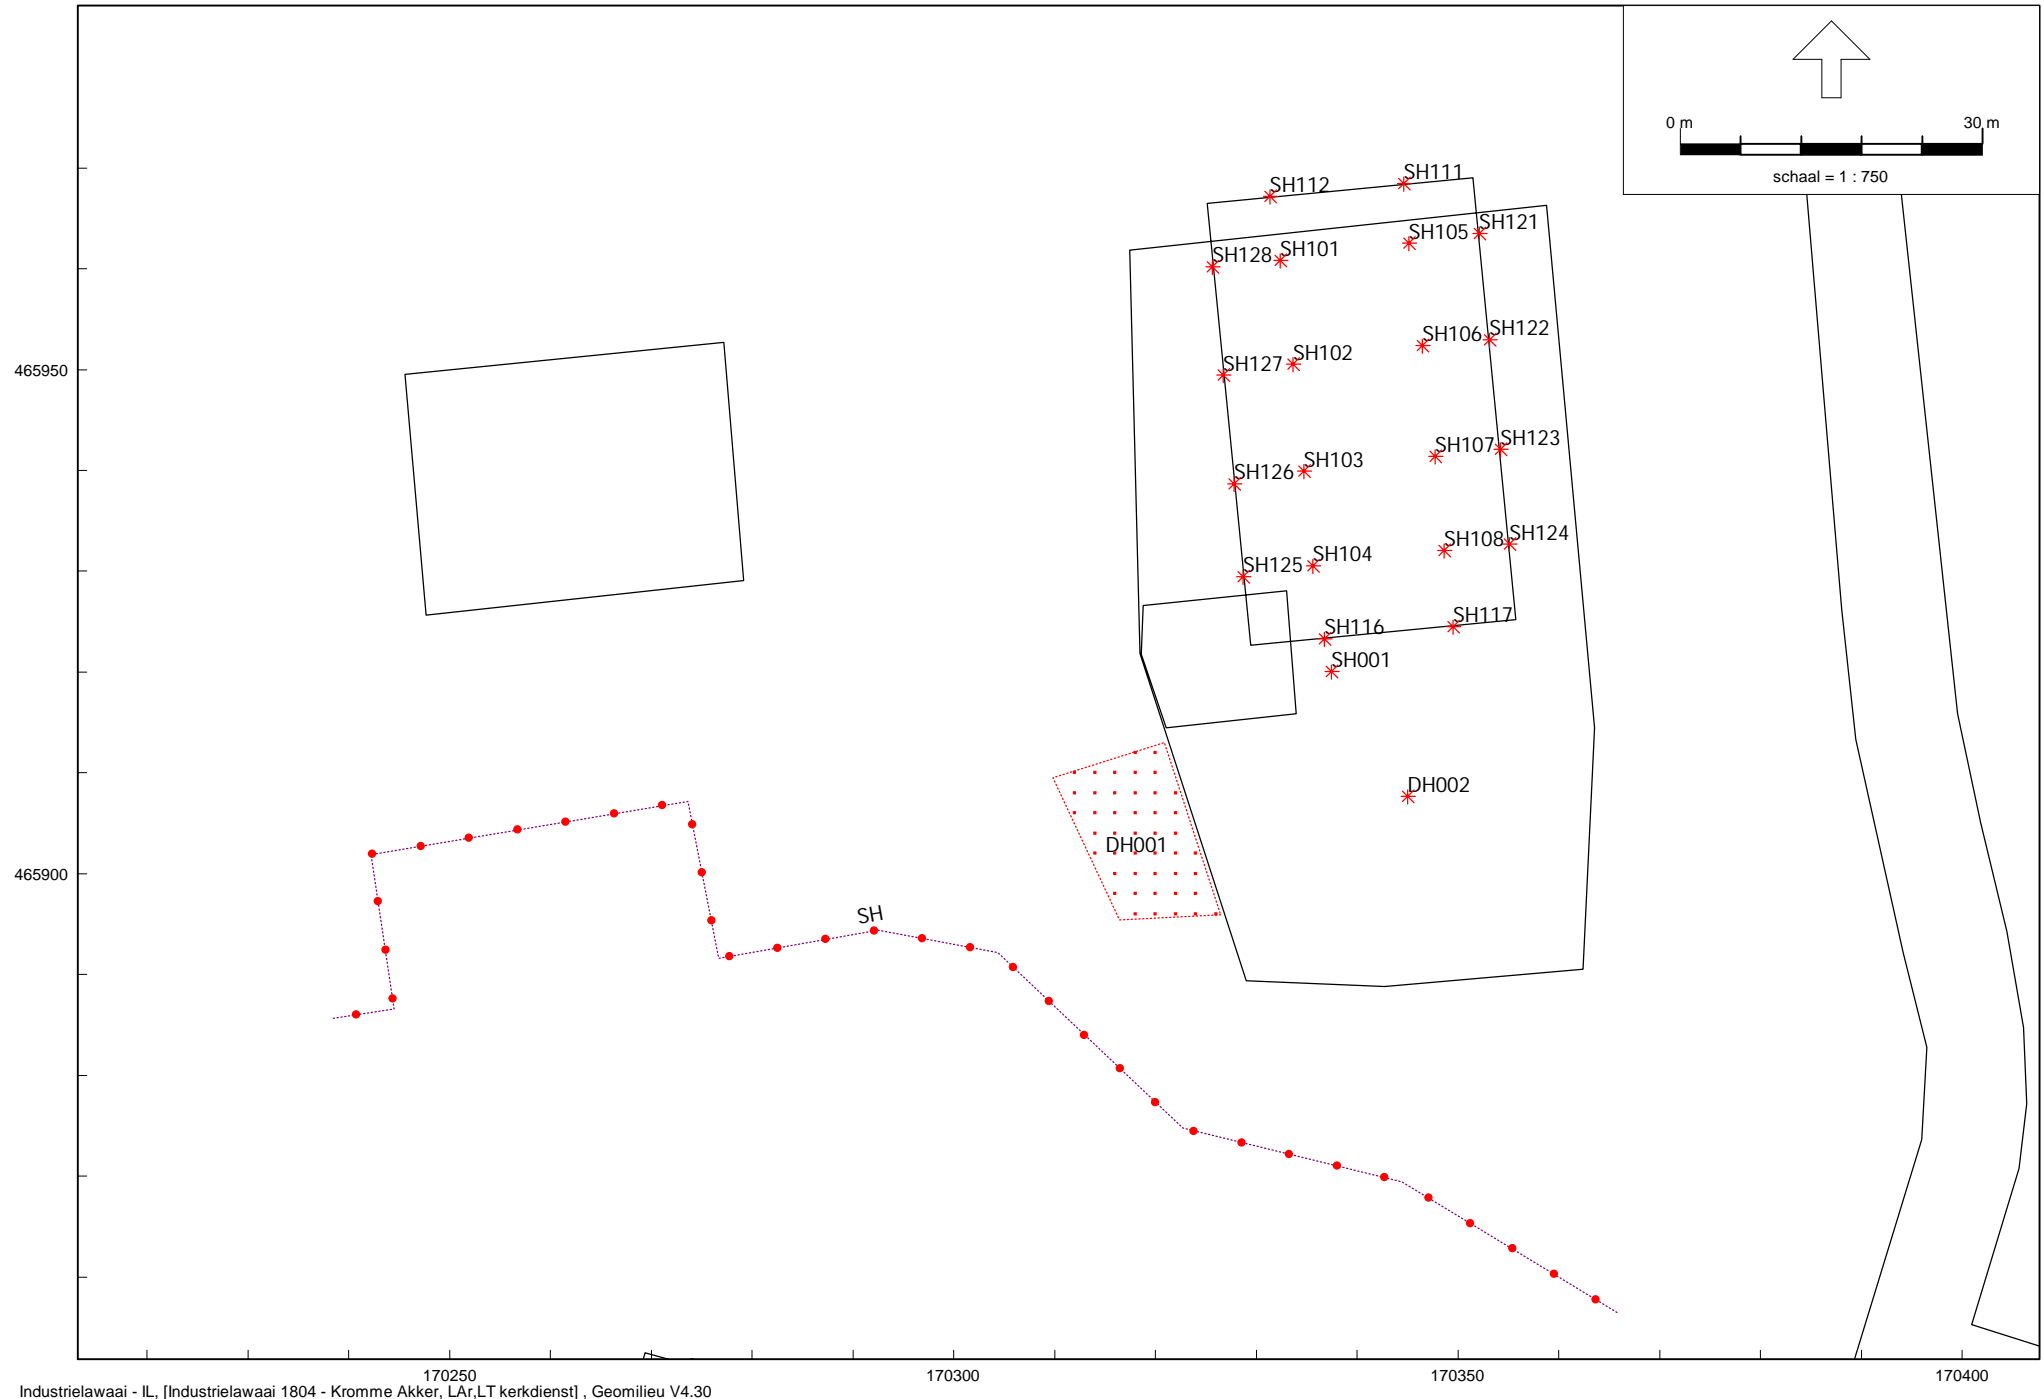 0 m 30 m
schaal = 1 : 750
SH111
SH112
SH121
SH105
SH101
SH128
SH122
SH106
SH102
SH127
465950
SH123
SH107
SH103
SH126
SH124
SH108
SH104
SH125
SH117
SH116
SH001
DH002
DH001
465900
SH
170250 170300 170350 170400
Industrielawaai - IL, [Industrielawaai 1804 - Kromme Akker, LAr,LT kerkdienst] , Geomilieu V4.30